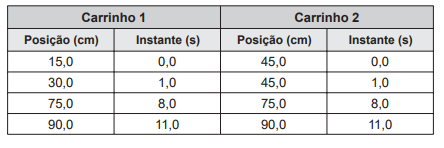 Carrinho 1 Carrinho 2
Posição (cm) Instante (s) Posição (cm) Instante (s)
15,0 0,0 45,0 0,0
30,0 1,0 45,0 1,0
75,0 8,0 75,0 8,0
90,0 11,0 90,0 11,0